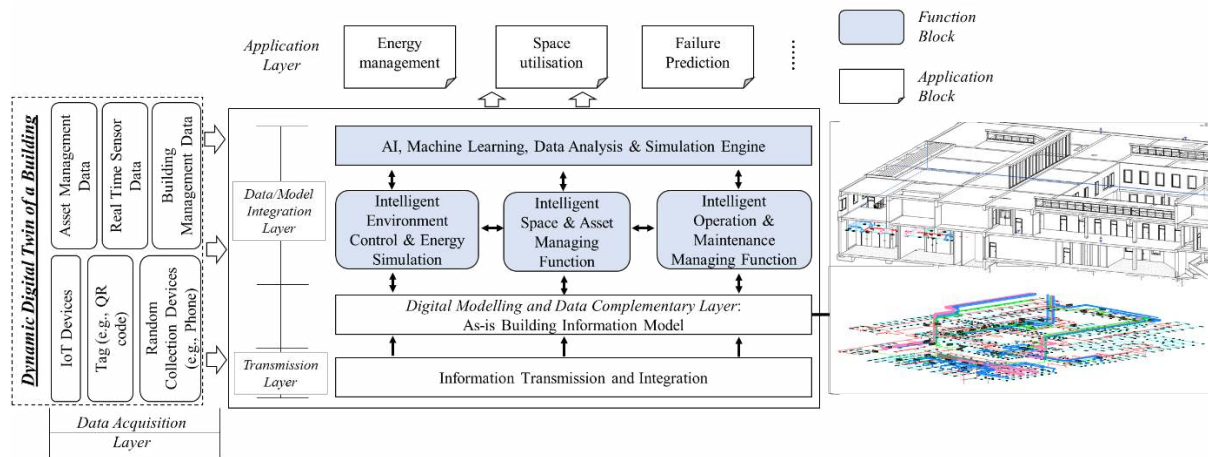 Application
Layer
Energy
management
Space
utilisation
Failure
Prediction
Function
Block
Application
Block
Dynamic Digital Twin of a Building
Asset Management
Data
Real Time Sensor
Data
Building
Management Data
IoT Devices
Tag (e.g., QR
code)
Random
Collection Devices
(e.g., Phone)
Data Acquisition
Layer
Data/Model
Integration
Layer
Transmission
Layer
AI, Machine Learning, Data Analysis & Simulation Engine
Intelligent
Environment
Control & Energy
Simulation
Intelligent
Space & Asset
Managing
Function
Intelligent
Operation &
Maintenance
Managing Function
Digital Modelling and Data Complementary Layer:
As-is Building Information Model
Information Transmission and Integration